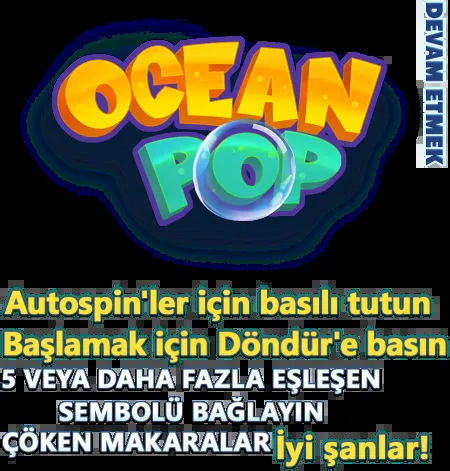 OCEAN
POP
DEVAM ETMEK
Autospin'ler için basılı tutun
Başlamak için Döndür'e basın
5 VEYA DAHA FAZLA EŞLEŞEN
SEMBOLÜ BAĞLAYIN
ÇÖKEN MAKARALAR İyi şanlar!